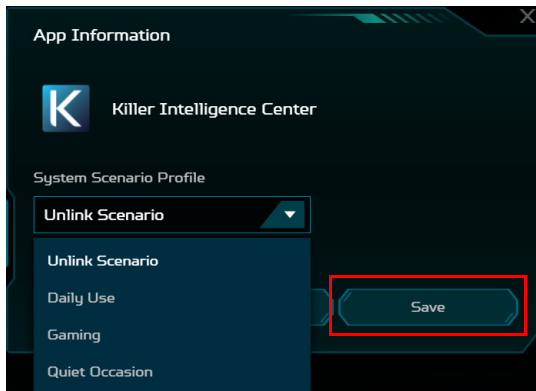 App Information
X
K
Killer Intelligence Center
System Scenario Profile
Unlink Scenario
Unlink Scenario
Daily Use
Gaming
Quiet Occasion
Save